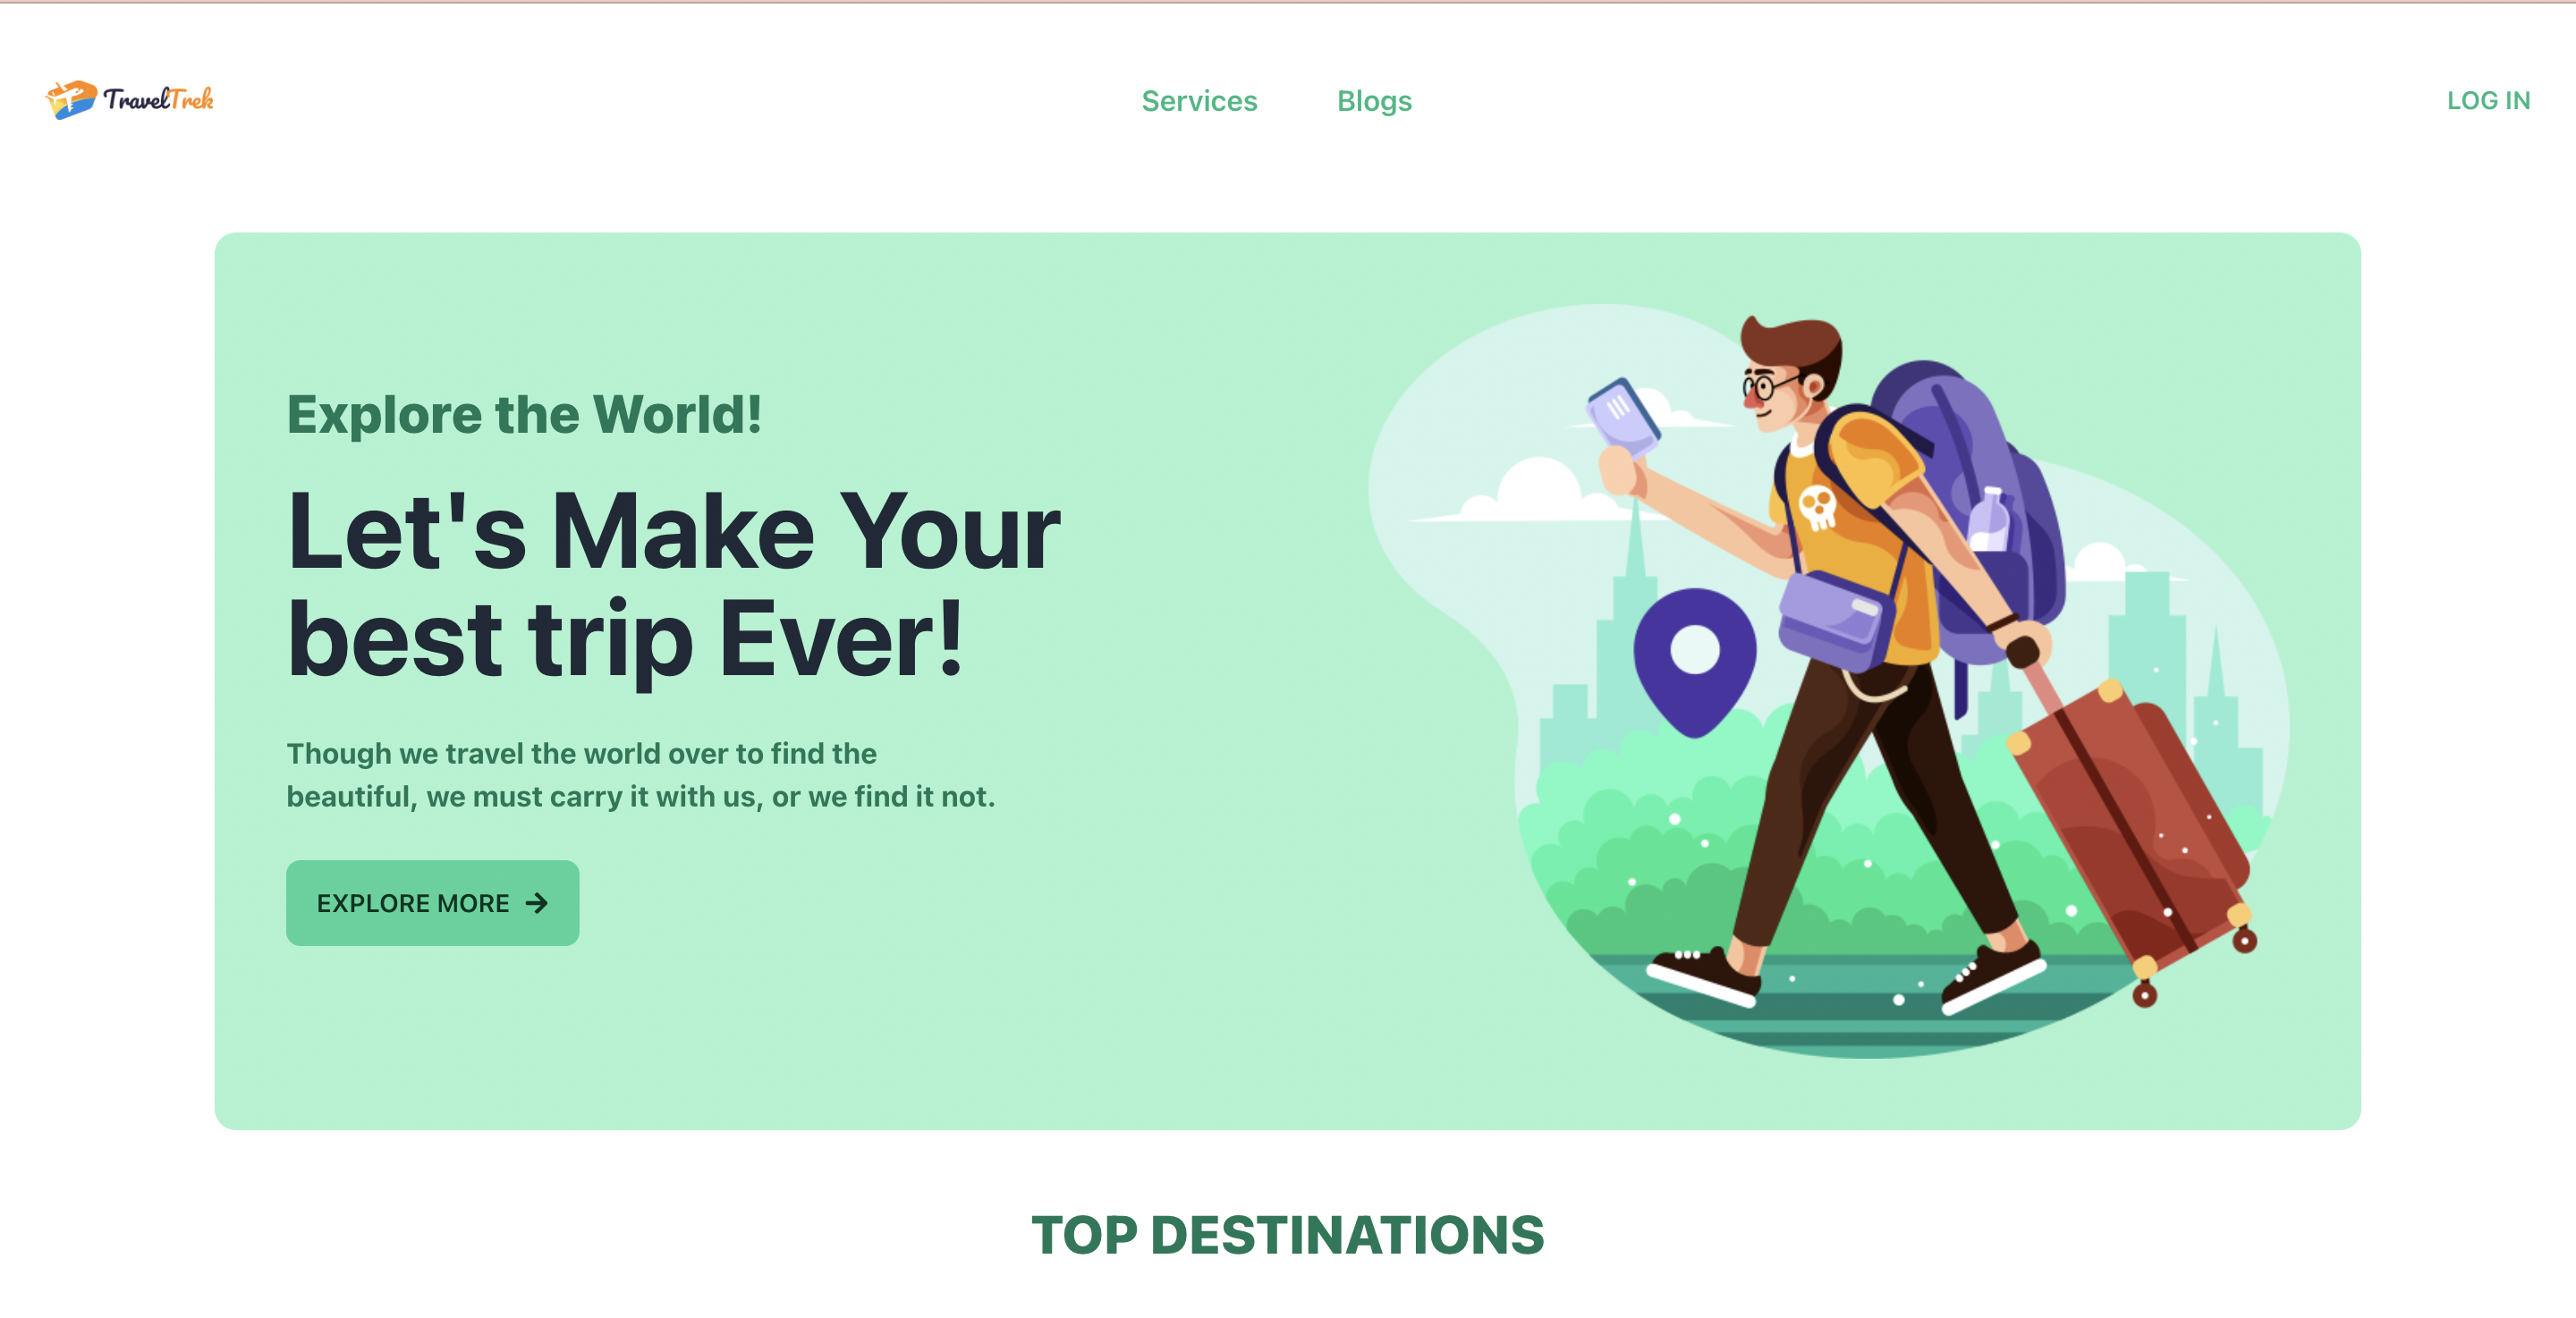 TravelTrek
Services
Blogs
LOG IN
Explore the World!
Let's Make Your
best trip Ever!
Though we travel the world over to find the
beautiful, we must carry it with us, or we find it not.
EXPLORE MORE
TOP DESTINATIONS